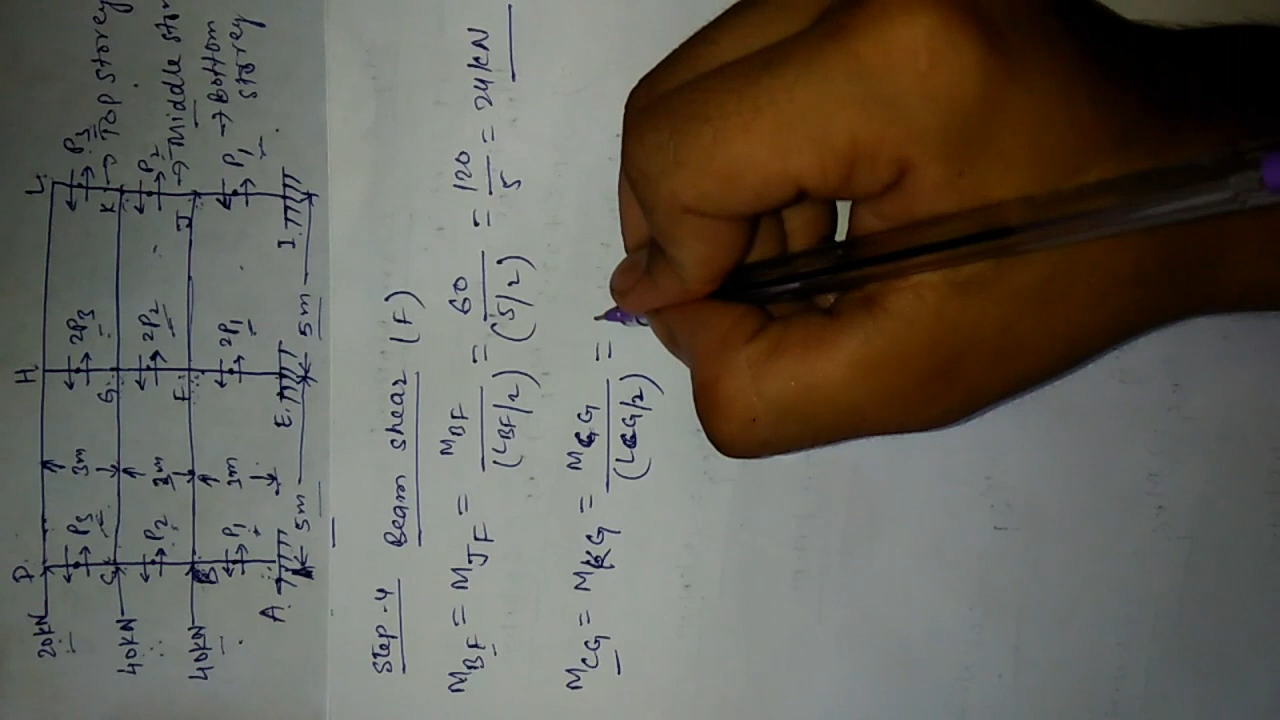 D H L
20kN P3 2P3 P3 → Top storey
3m
C G K
40kN P2 2P2 P2 → Middle
3m
B F J
40kN P1 2P1 P1 → Bottom storey
3m
A E I
5m 5m
Step-4 Beam shear (F)
MBF = MJF = MBF/(LBF/2) = 60/(5/2) = 120/5 = 24kN
MCG = MKG = MCG/(LCG/2) =